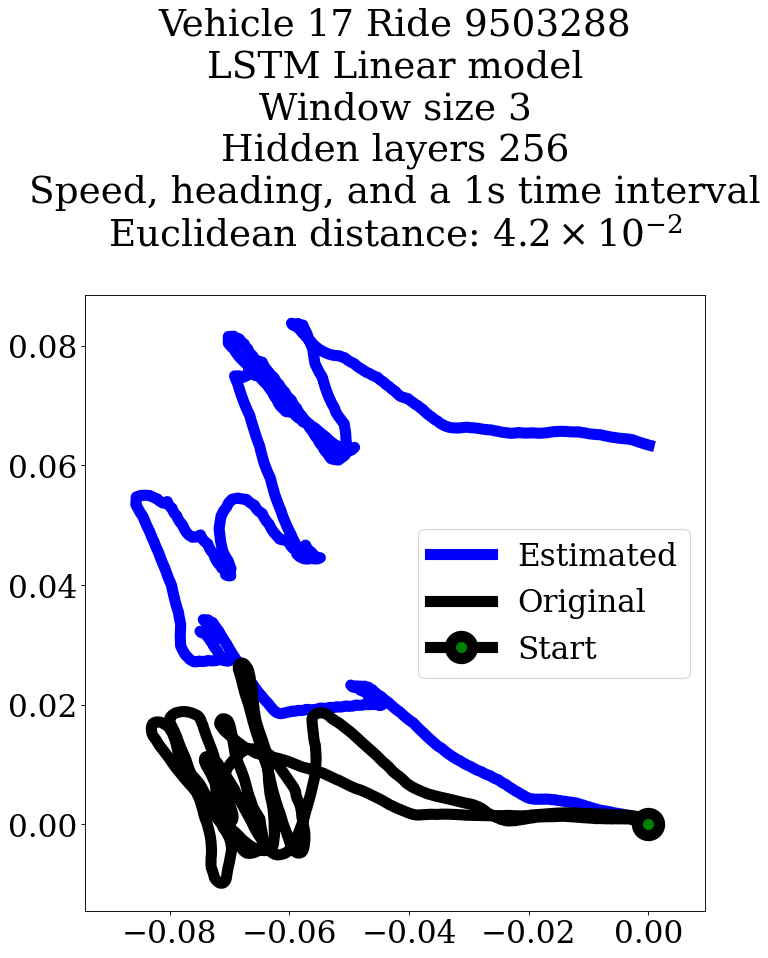 Vehicle 17 Ride 9503288
LSTM Linear model
Window size 3
Hidden layers 256
Speed, heading, and a 1s time interval
Euclidean distance: 4.2 × 10⁻²
0.08
0.06
0.04
0.02
0.00
Estimated
Original
Start
−0.08 −0.06 −0.04 −0.02 0.00